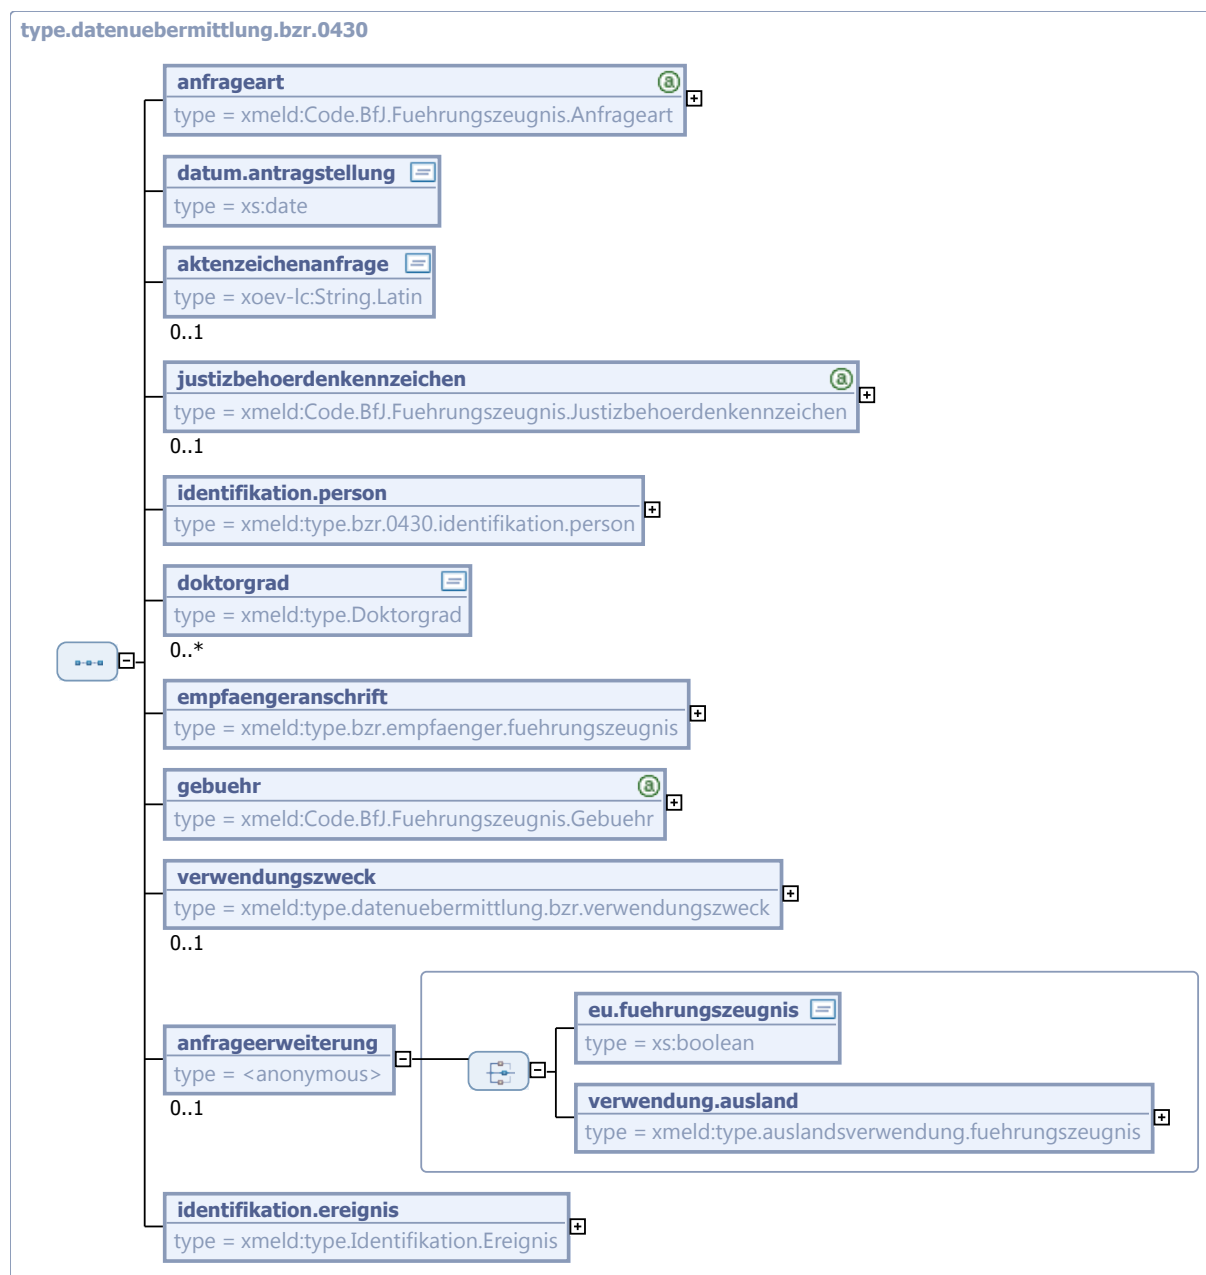 type.datenuebermittlung.bzr.0430
anfrageart
type = xmeld:Code.BfJ.Fuehrungszeugnis.Anfrageart
datum.antragstellung
type = xs:date
aktenzeichenanfrage
type = xoev-lc:String.Latin
0..1
justizbehoerdenkennzeichen
type = xmeld:Code.BfJ.Fuehrungszeugnis.Justizbehoerdenkennzeichen
0..1
identifikation.person
type = xmeld:type.bzr.0430.identifikation.person
doktorgrad
type = xmeld:type.Doktorgrad
0..*
empfaengeranschrift
type = xmeld:type.bzr.empfaenger.fuehrungszeugnis
gebuehr
type = xmeld:Code.BfJ.Fuehrungszeugnis.Gebuehr
verwendungszweck
type = xmeld:type.datenuebermittlung.bzr.verwendungszweck
0..1
anfrageerweiterung
type = <anonymous>
0..1
eu.fuehrungszeugnis
type = xs:boolean
verwendung.ausland
type = xmeld:type.auslandsverwendung.fuehrungszeugnis
identifikation.ereignis
type = xmeld:type.Identifikation.Ereignis